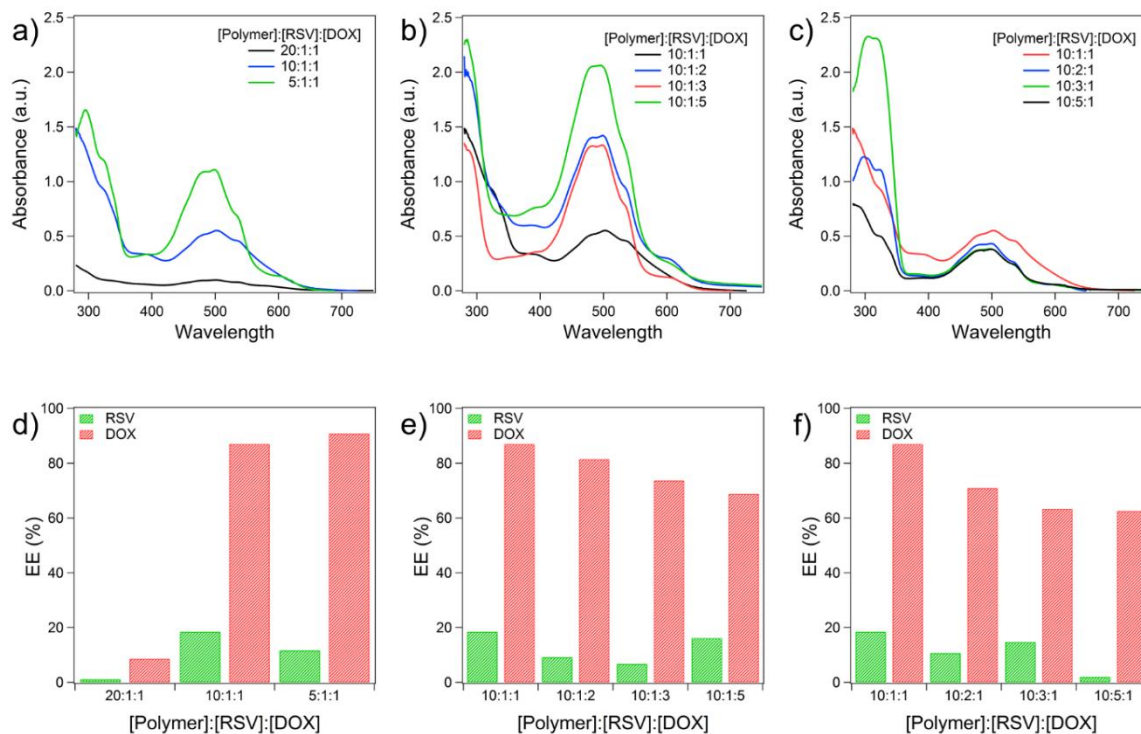 a)
[Polymer]:[RSV]:[DOX]
20:1:1
10:1:1
5:1:1
2.5
2.0
1.5
1.0
0.5
0.0
Absorbance (a.u.)
300 400 500 600 700
Wavelength
b)
[Polymer]:[RSV]:[DOX]
10:1:1
10:1:2
10:1:3
10:1:5
2.5
2.0
1.5
1.0
0.5
0.0
Absorbance (a.u.)
300 400 500 600 700
Wavelength
c)
[Polymer]:[RSV]:[DOX]
10:1:1
10:2:1
10:3:1
10:5:1
2.5
2.0
1.5
1.0
0.5
0.0
Absorbance (a.u.)
300 400 500 600 700
Wavelength
d)
RSV
DOX
100
80
60
40
20
0
EE (%)
20:1:1 10:1:1 5:1:1
[Polymer]:[RSV]:[DOX]
e)
RSV
DOX
100
80
60
40
20
0
EE (%)
10:1:1 10:1:2 10:1:3 10:1:5
[Polymer]:[RSV]:[DOX]
f)
RSV
DOX
100
80
60
40
20
0
EE (%)
10:1:1 10:2:1 10:3:1 10:5:1
[Polymer]:[RSV]:[DOX]